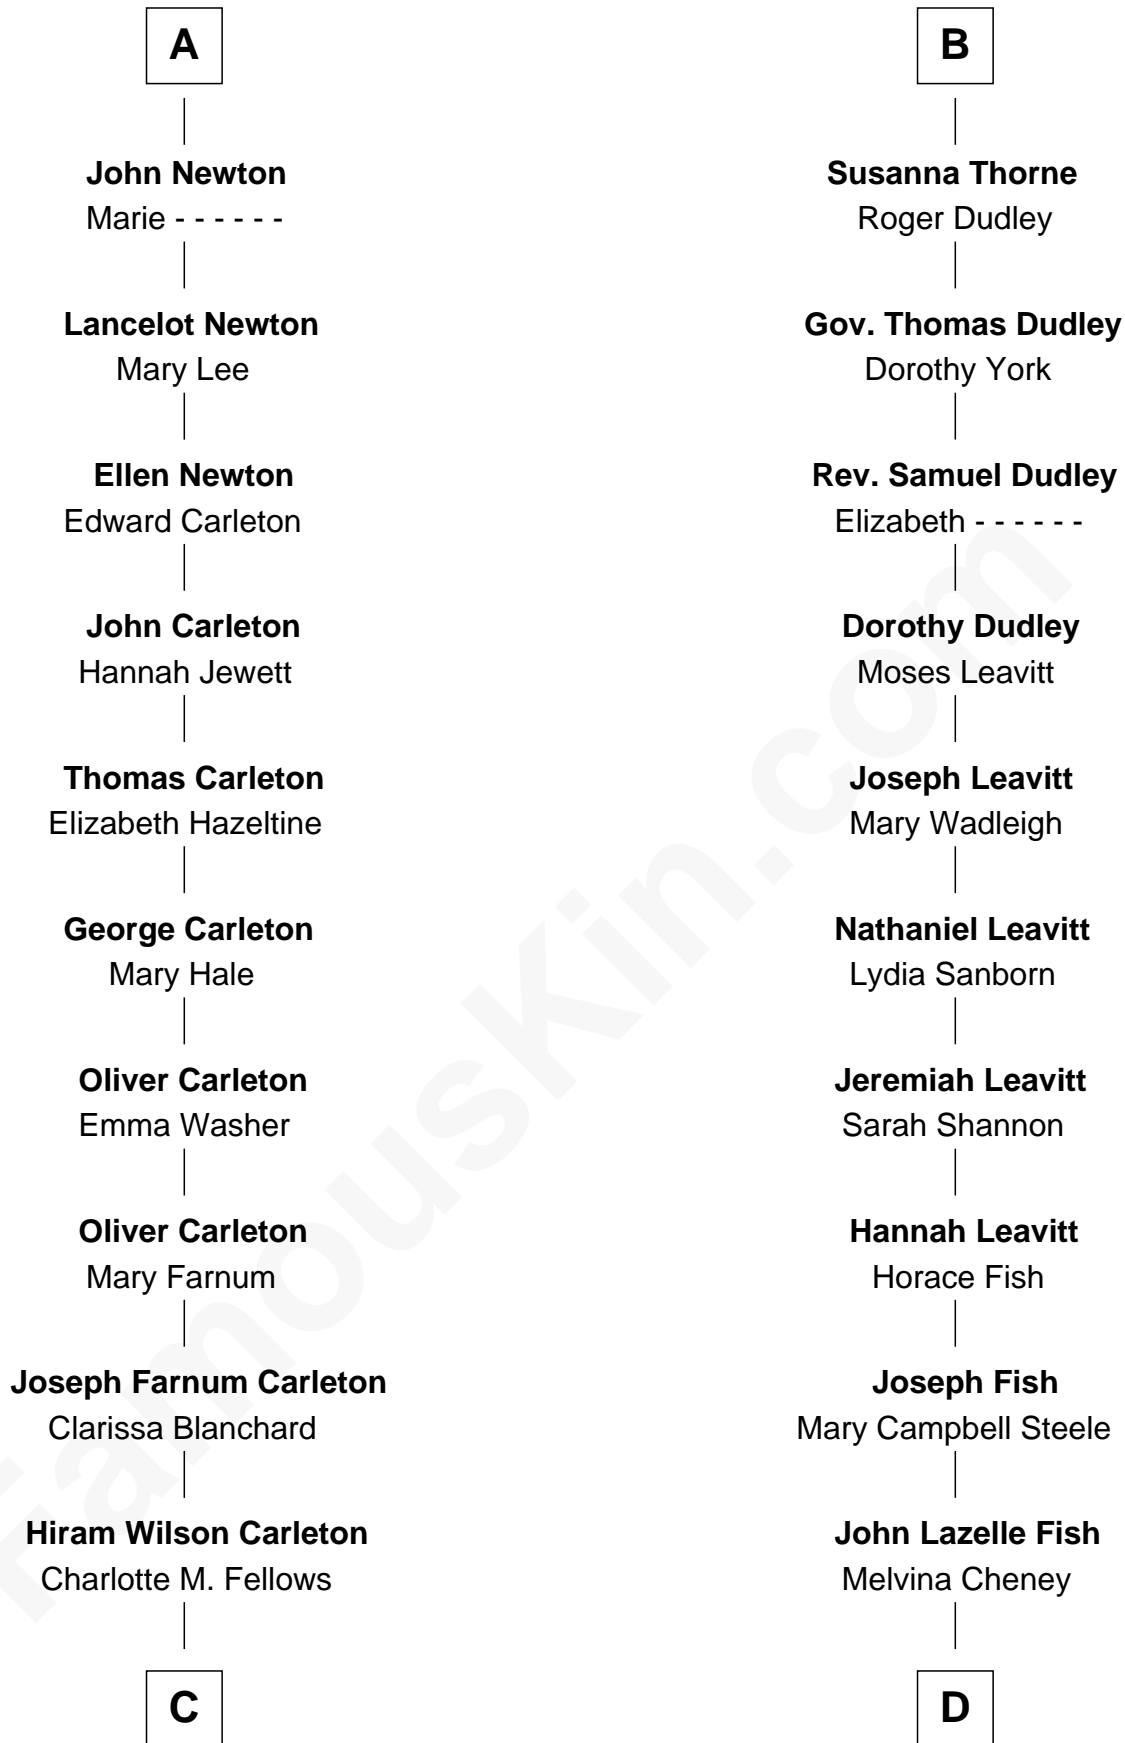 A
John Newton
Marie - - - - - -
Lancelot Newton
Mary Lee
Ellen Newton
Edward Carleton
John Carleton
Hannah Jewett
Thomas Carleton
Elizabeth Hazeltine
George Carleton
Mary Hale
Oliver Carleton
Emma Washer
Oliver Carleton
Mary Farnum
Joseph Farnum Carleton
Clarissa Blanchard
Hiram Wilson Carleton
Charlotte M. Fellows
C
B
Susanna Thorne
Roger Dudley
Gov. Thomas Dudley
Dorothy York
Rev. Samuel Dudley
Elizabeth - - - - - -
Dorothy Dudley
Moses Leavitt
Joseph Leavitt
Mary Wadleigh
Nathaniel Leavitt
Lydia Sanborn
Jeremiah Leavitt
Sarah Shannon
Hannah Leavitt
Horace Fish
Joseph Fish
Mary Campbell Steele
John Lazelle Fish
Melvina Cheney
D
FamousKin.com